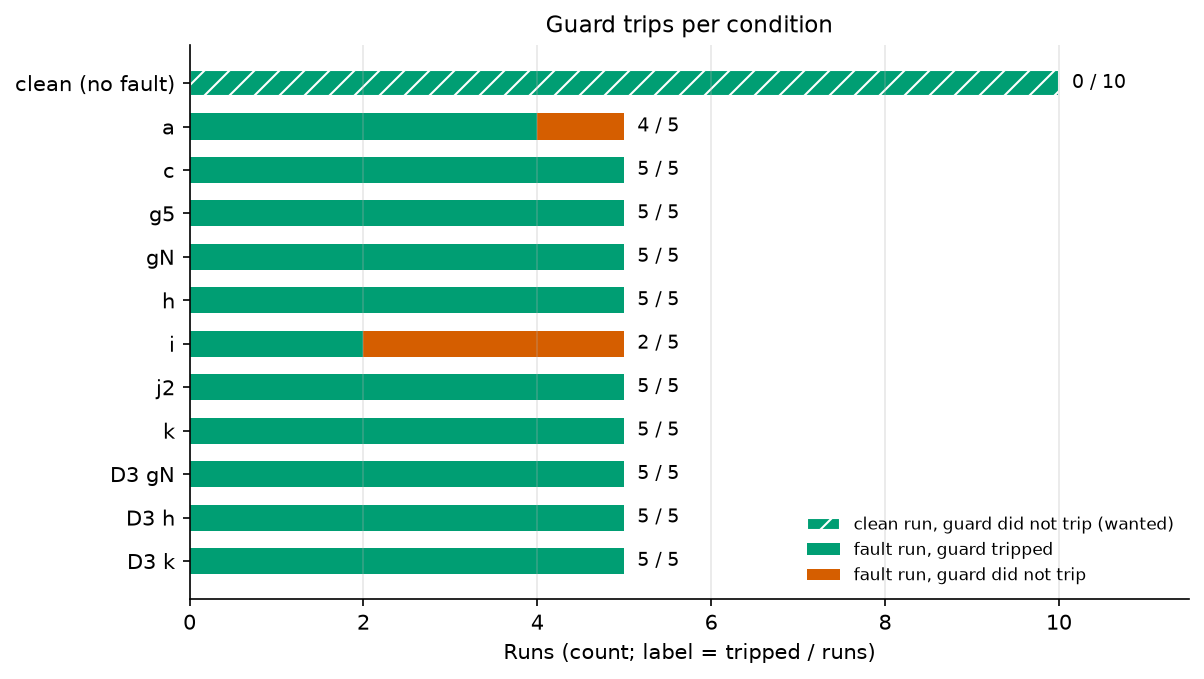 Guard trips per condition
clean (no fault) 0 / 10
a 4 / 5
c 5 / 5
g5 5 / 5
gN 5 / 5
h 5 / 5
i 2 / 5
j2 5 / 5
k 5 / 5
D3 gN 5 / 5
D3 h 5 / 5
D3 k 5 / 5
clean run, guard did not trip (wanted)
fault run, guard tripped
fault run, guard did not trip
0 2 4 6 8 10
Runs (count; label = tripped / runs)